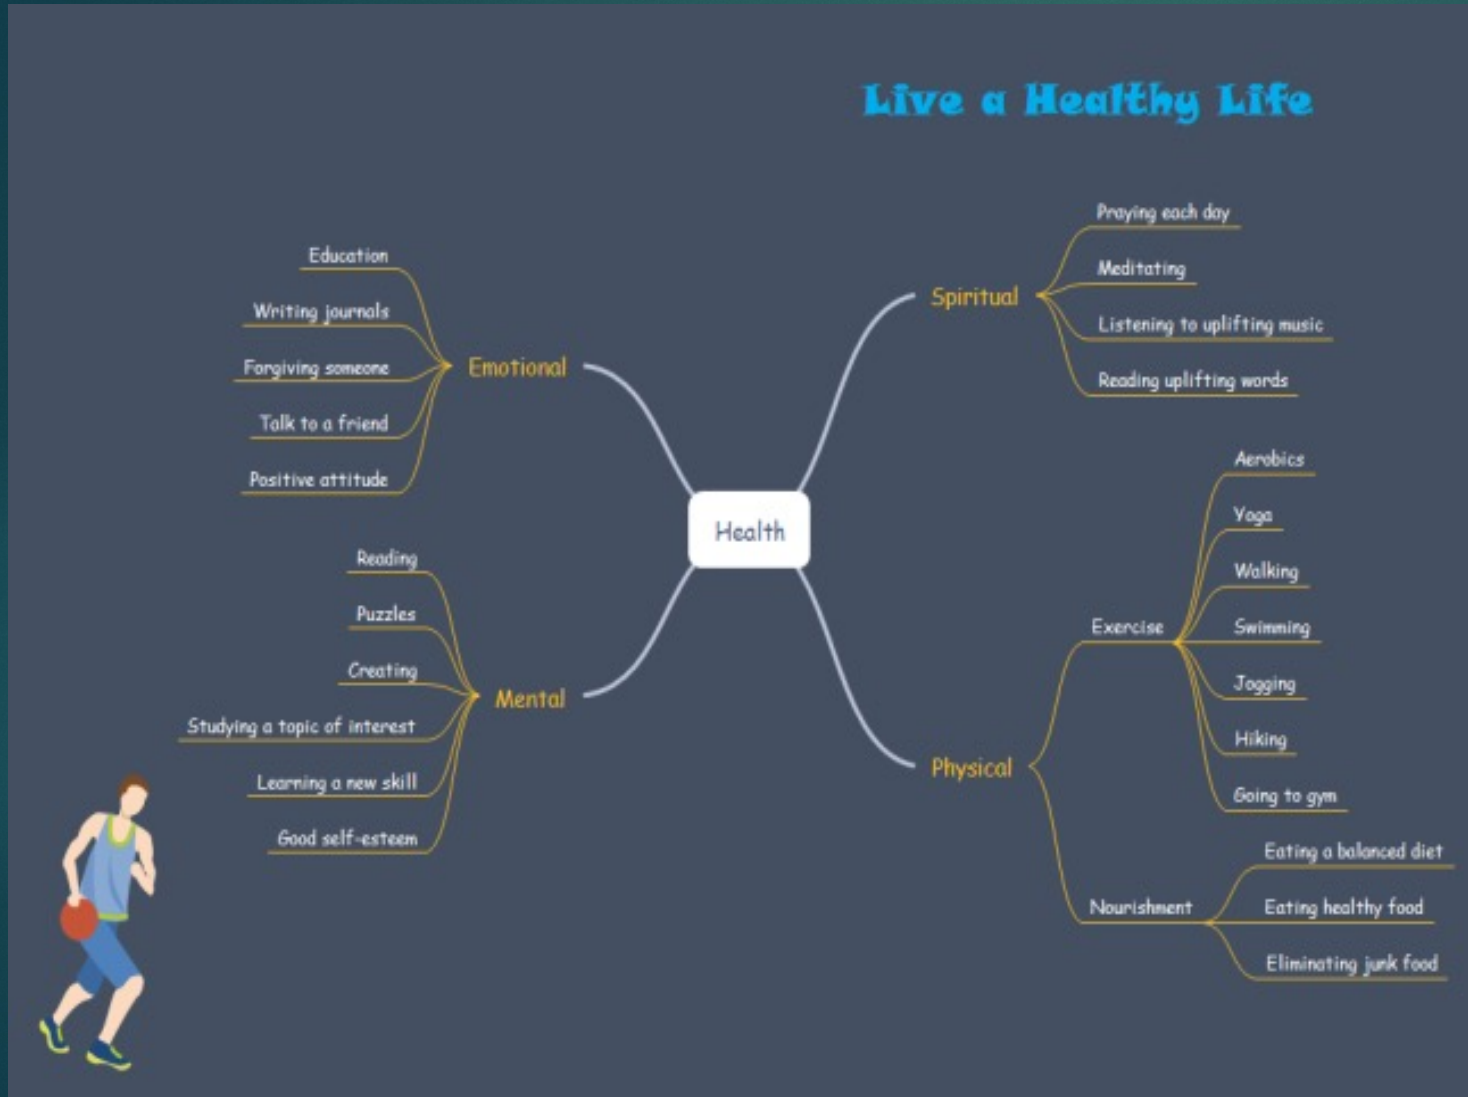 Live a Healthy Life
Health
Emotional
Education
Writing journals
Forgiving someone
Talk to a friend
Positive attitude
Mental
Reading
Puzzles
Creating
Studying a topic of interest
Learning a new skill
Good self-esteem
Spiritual
Praying each day
Meditating
Listening to uplifting music
Reading uplifting words
Physical
Exercise
Aerobics
Yoga
Walking
Swimming
Jogging
Hiking
Going to gym
Nourishment
Eating a balanced diet
Eating healthy food
Eliminating junk food